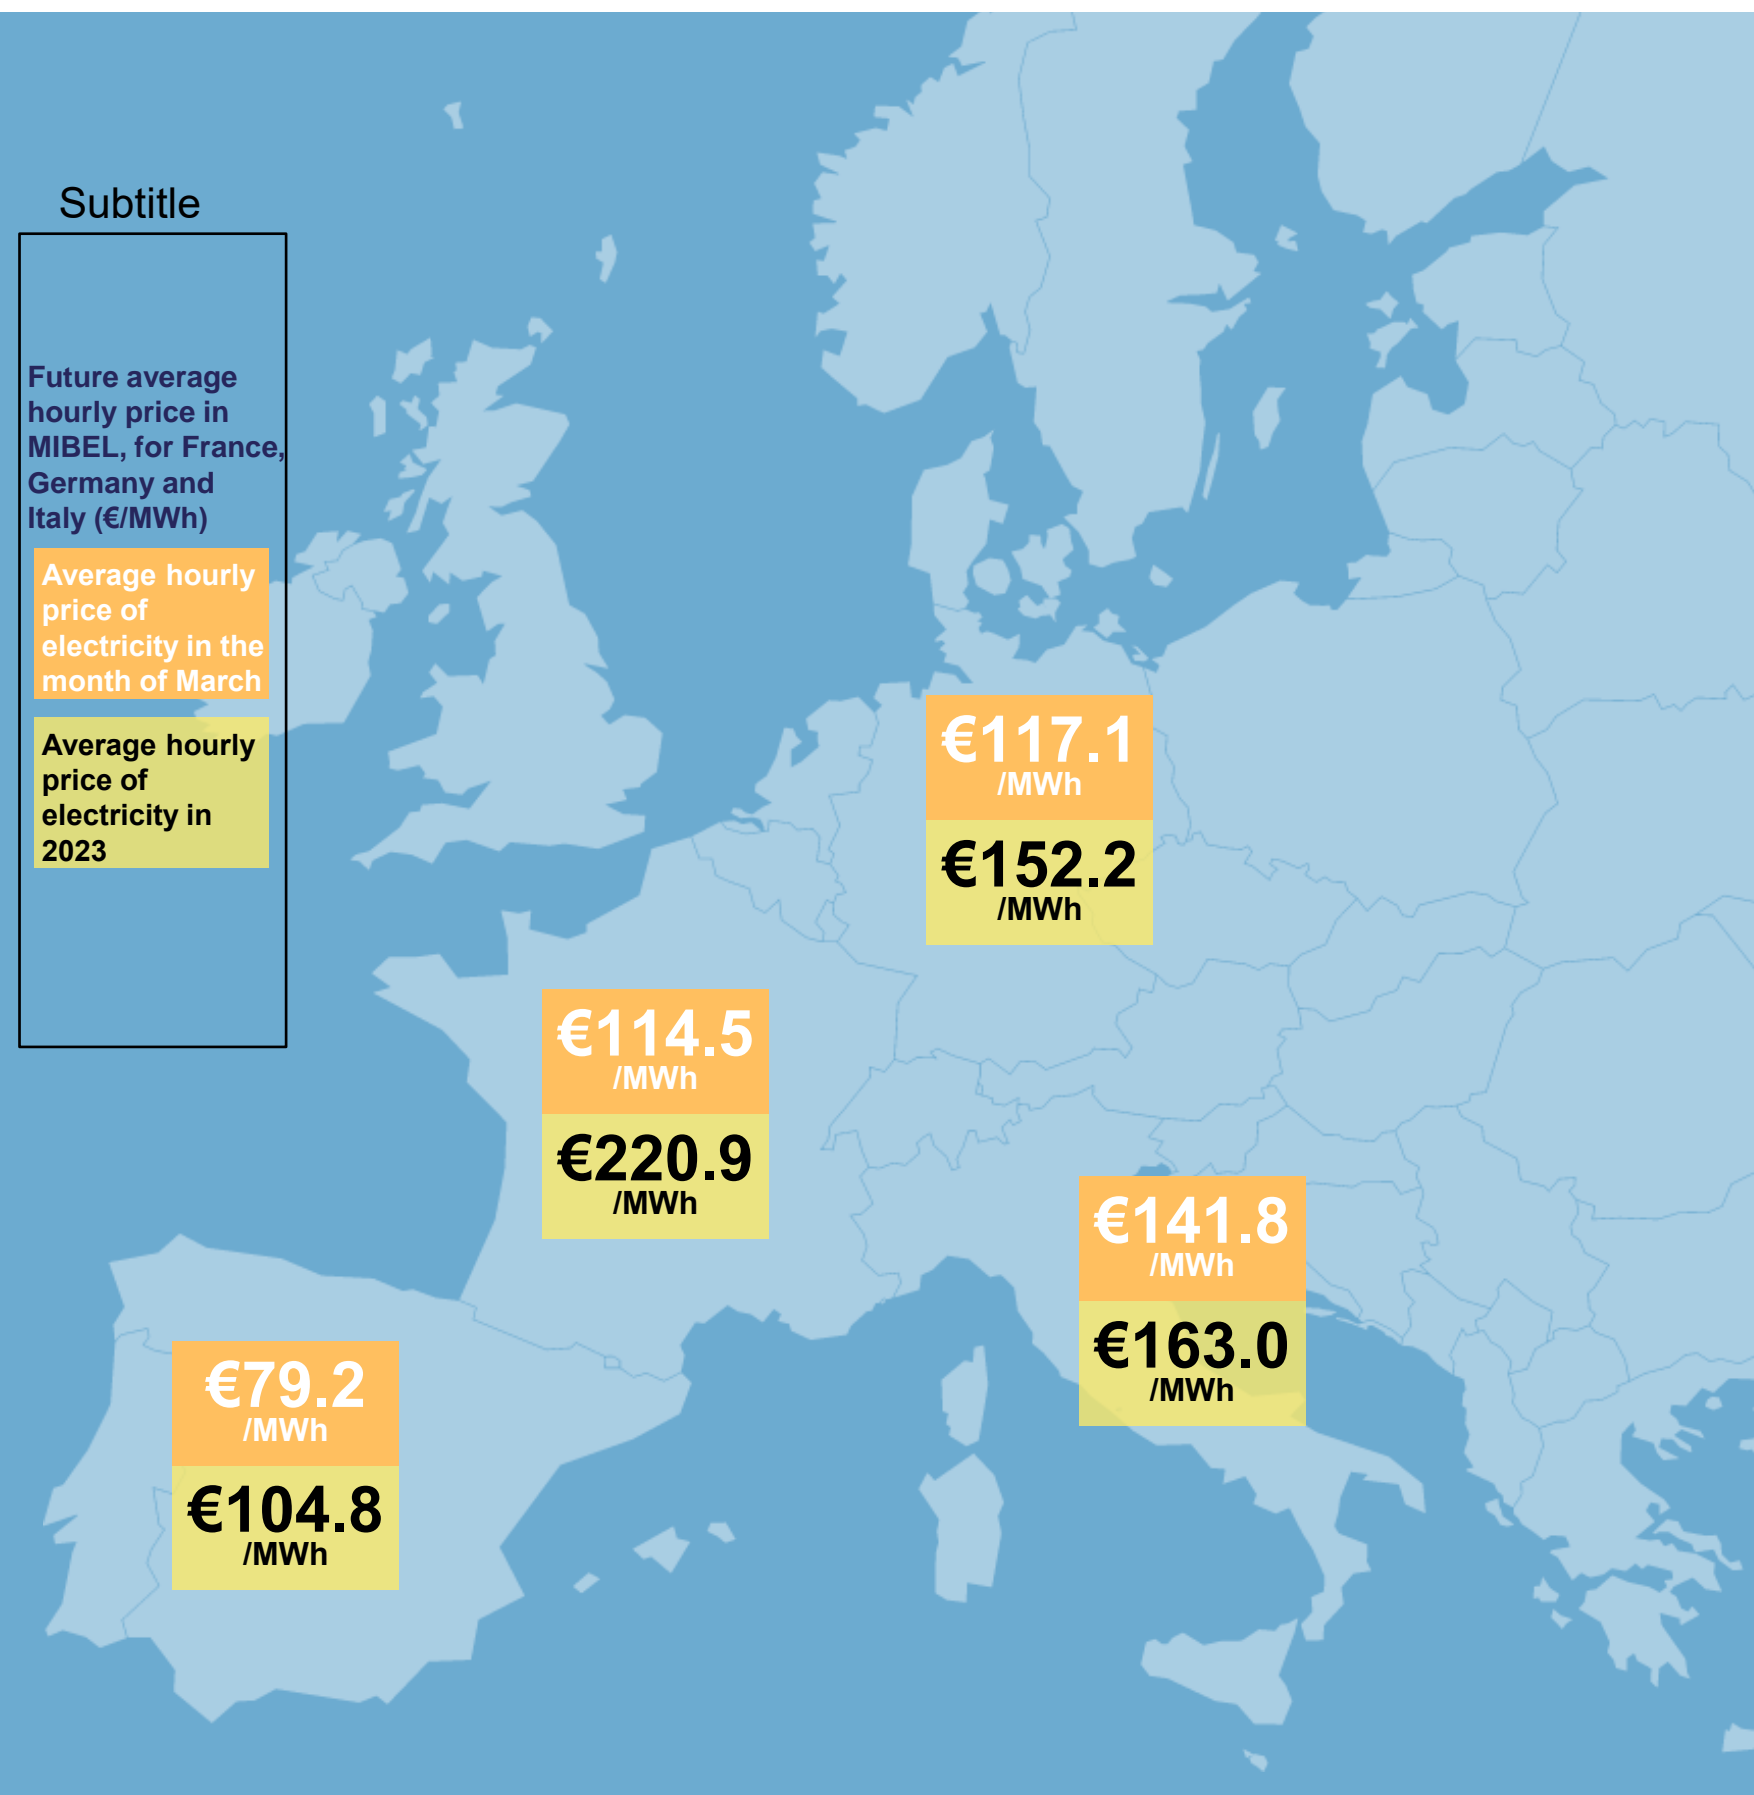 Subtitle
Future average
hourly price in
MIBEL, for France,
Germany and
Italy (€/MWh)
Average hourly
price of
electricity in the
month of March
Average hourly
price of
electricity in
2023
€117.1
/MWh
€152.2
/MWh
€114.5
/MWh
€220.9
/MWh
€141.8
/MWh
€163.0
/MWh
€79.2
/MWh
€104.8
/MWh